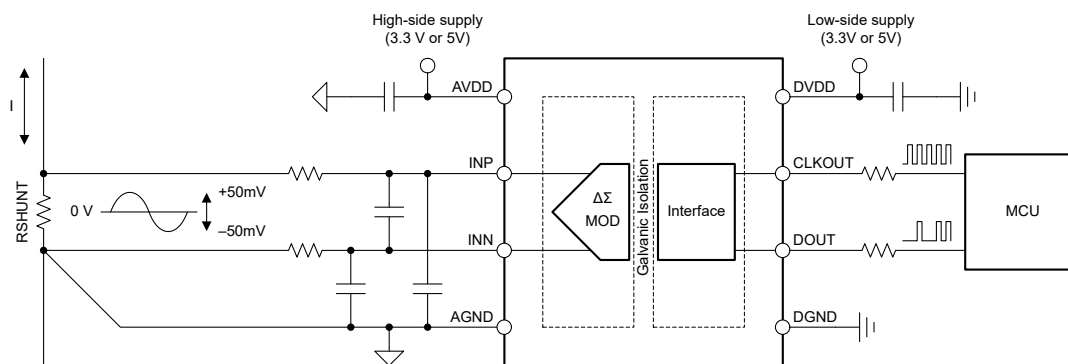 High-side supply
(3.3 V or 5V)
Low-side supply
(3.3V or 5V)
AVDD
DVDD
I
INP
CLKOUT
RSHUNT
0 V
+50mV
–50mV
ΔΣ
MOD
Galvanic Isolation
Interface
MCU
INN
DOUT
AGND
DGND